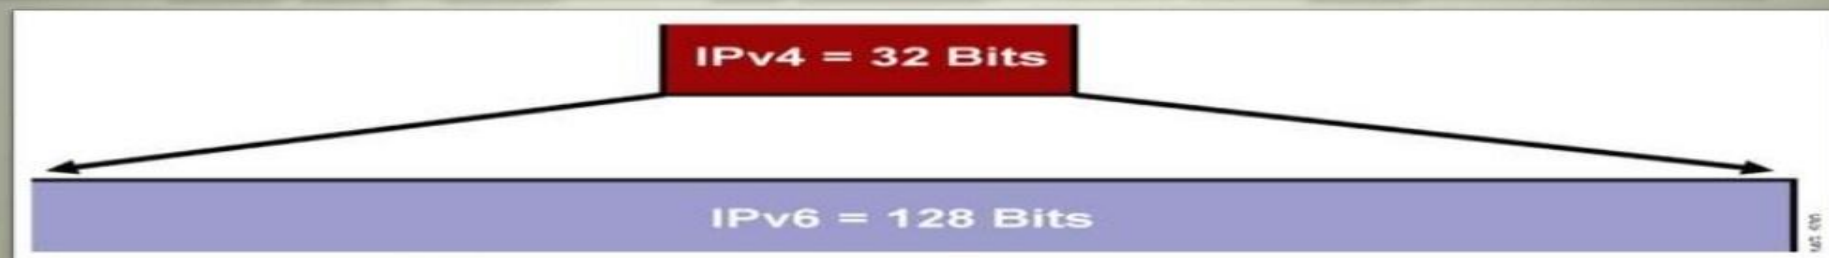 IPv4 = 32 Bits
IPv6 = 128 Bits